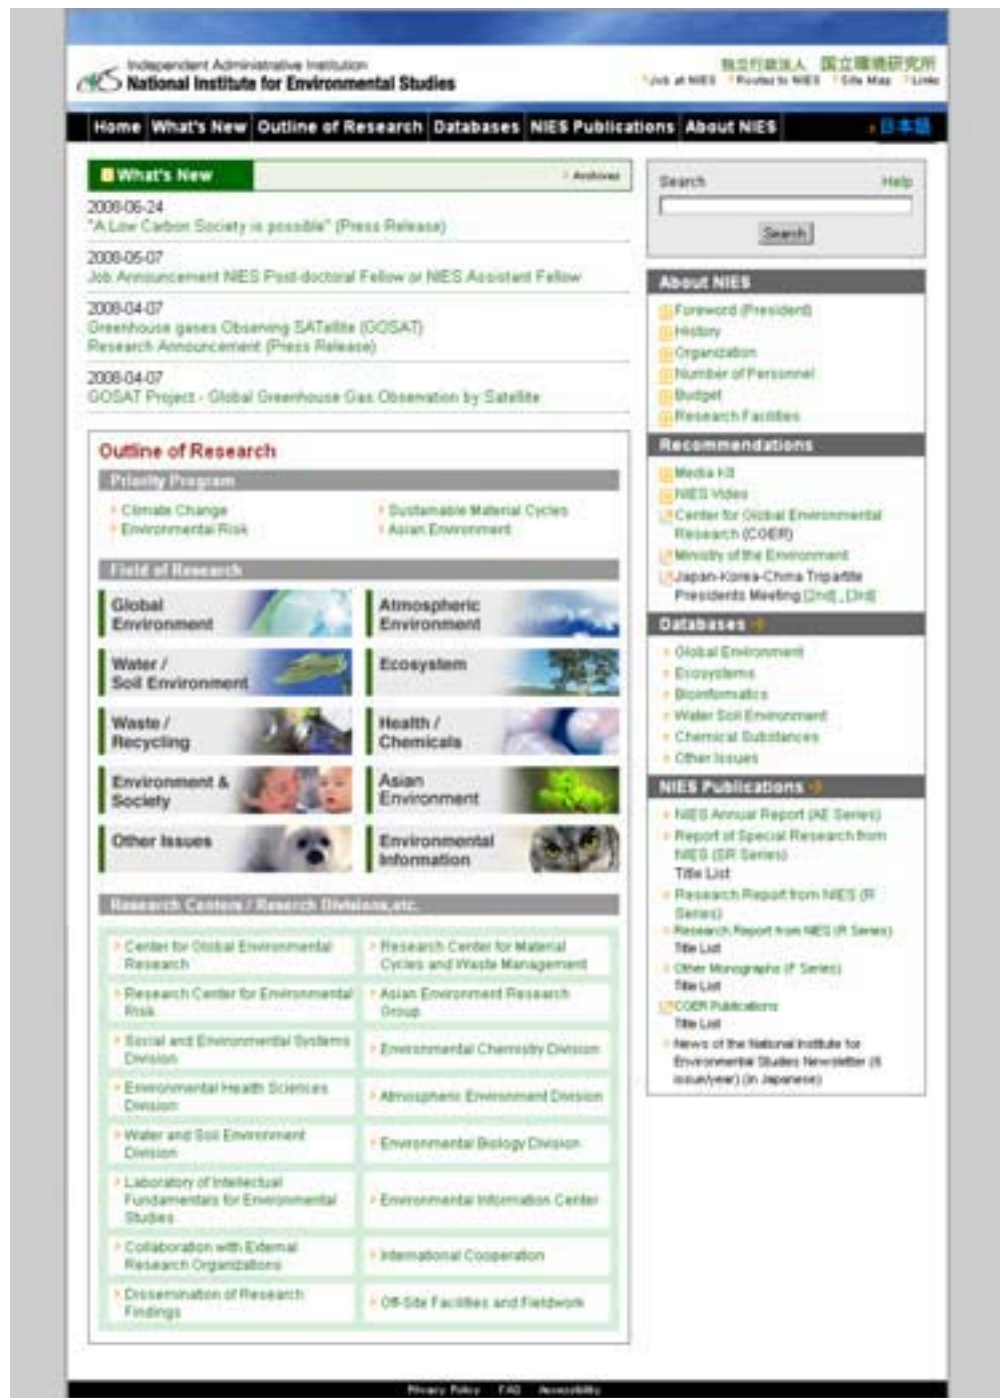 Independent Administrative Institution
National Institute for Environmental Studies
独立行政法人 国立環境研究所
Job at NIES Routes to NIES Site Map Links
Home What's New Outline of Research Databases NIES Publications About NIES 日本語
What's New
Archives
2008-06-24
"A Low Carbon Society is possible" (Press Release)
2008-05-07
Job Announcement NIES Post-doctoral Fellow or NIES Assistant Fellow
2008-04-07
Greenhouse gases Observing SATellite (GOSAT)
Research Announcement (Press Release)
2008-04-07
GOSAT Project - Global Greenhouse Gas Observation by Satellite
Outline of Research
Priority Program
Climate Change
Sustainable Material Cycles
Environmental Risk
Asian Environment
Field of Research
Global
Environment
Atmospheric
Environment
Water /
Soil Environment
Ecosystem
Waste /
Recycling
Health /
Chemicals
Environment &
Society
Asian
Environment
Other Issues
Environmental
Information
Research Centers / Reserch Divisions,etc.
Center for Global Environmental
Research
Research Center for Material
Cycles and Waste Management
Research Center for Environmental
Risk
Asian Environment Research
Group
Social and Environmental Systems
Division
Environmental Chemistry Division
Environmental Health Sciences
Division
Atmospheric Environment Division
Water and Soil Environment
Division
Environmental Biology Division
Laboratory of Intellectual
Fundamentals for Environmental
Studies
Environmental Information Center
Collaboration with External
Research Organizations
International Cooperation
Dissemination of Research
Findings
Off-Site Facilities and Fieldwork
Search
Help
Search
About NIES
Foreword (President)
History
Organization
Number of Personnel
Budget
Research Facilities
Recommendations
Media Kit
NIES Video
Center for Global Environmental
Research (CGER)
Ministry of the Environment
Japan-Korea-China Tripartite
Presidents Meeting [2nd] , [3rd]
Databases
Global Environment
Ecosystems
Bioinformatics
Water Soil Environment
Chemical Substances
Other Issues
NIES Publications
NIES Annual Report (AE Series)
Report of Special Research from
NIES (SR Series)
Title List
Research Report from NIES (R
Series)
Research Report from NIES (R Series)
Title List
Other Monographs (F Series)
Title List
CGER Publications
Title List
News of the National Institute for
Environmental Studies Newsletter (6
issue/year) (in Japanese)
Privacy Policy FAQ Accessibility